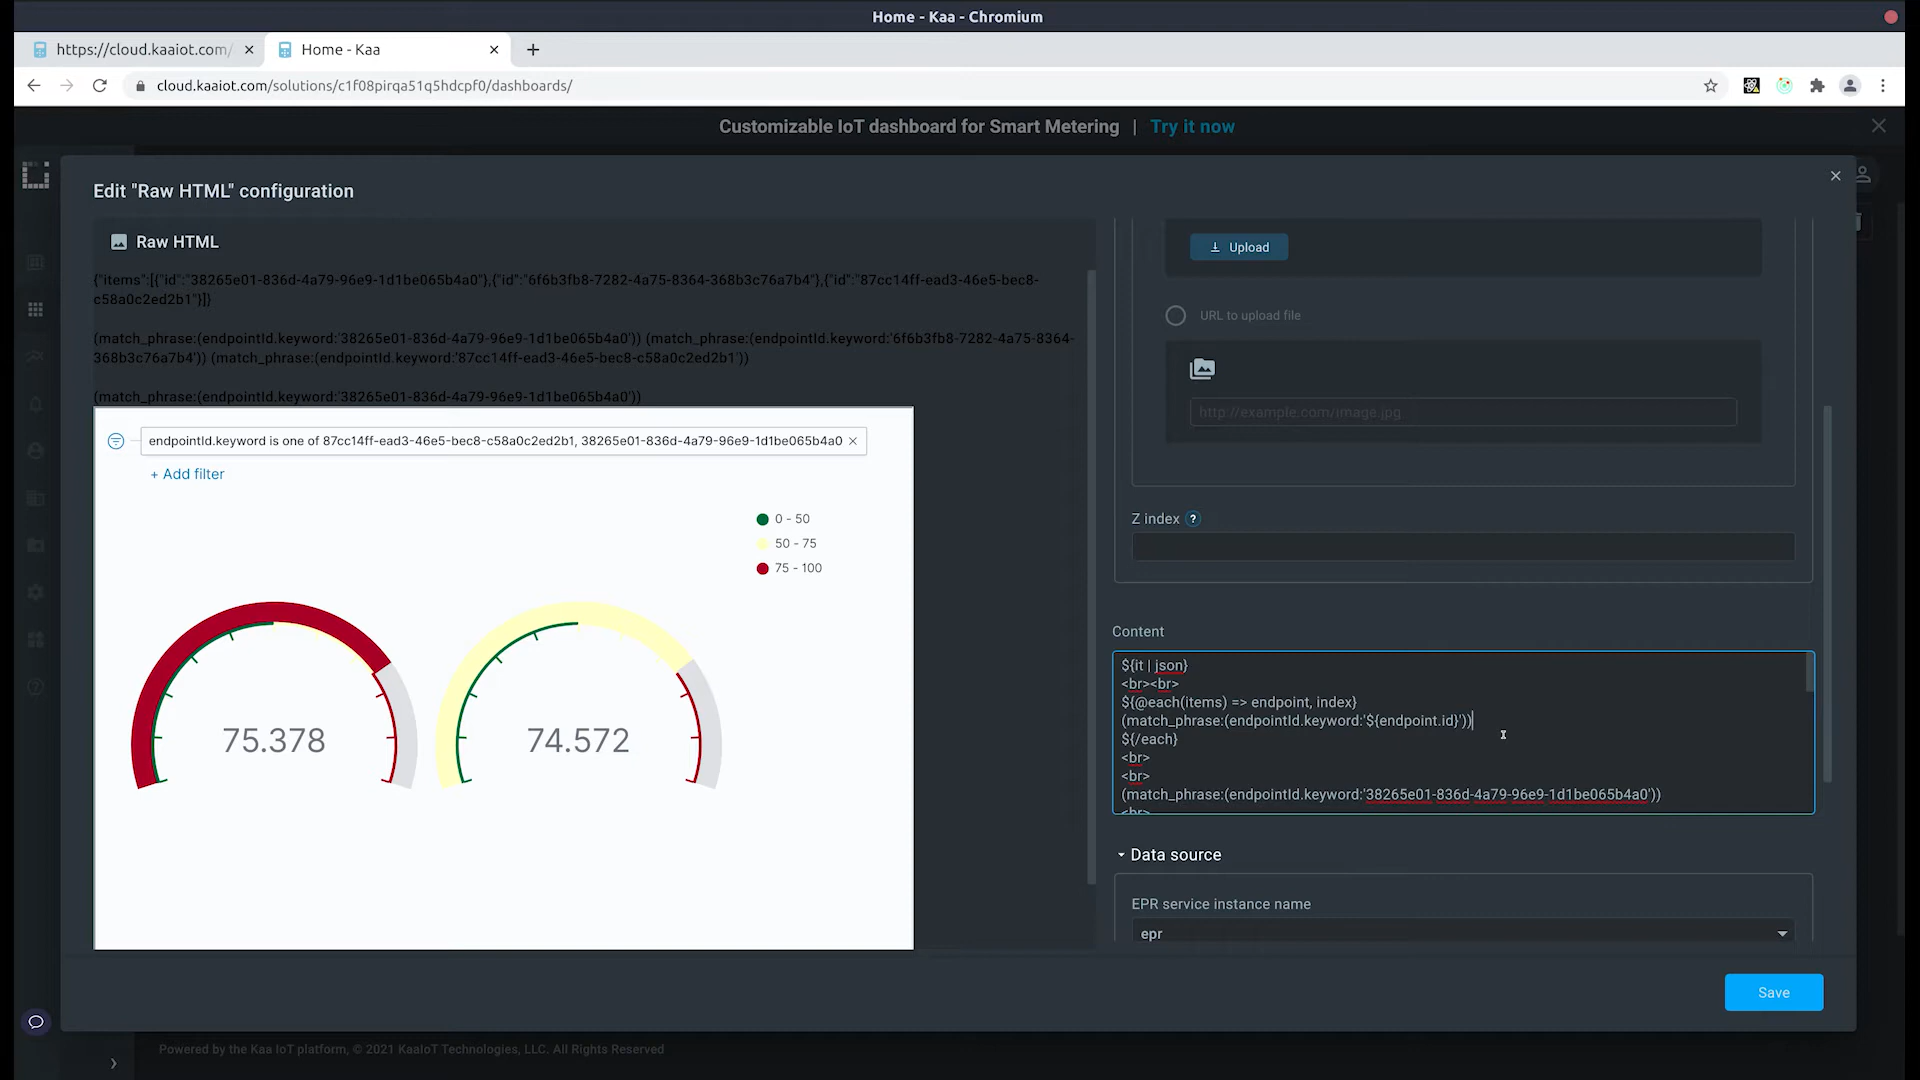 Home - Kaa - Chromium
https://cloud.kaaiot.com/
Home - Kaa
cloud.kaaiot.com/solutions/c1f08pirqa51q5hdcpf0/dashboards/
Customizable IoT dashboard for Smart Metering | Try it now
Edit "Raw HTML" configuration
Raw HTML
{"items":[{"id":"38265e01-836d-4a79-96e9-1d1be065b4a0"},{"id":"6f6b3fb8-7282-4a75-8364-368b3c76a7b4"},{"id":"87cc14ff-ead3-46e5-bec8-
c58a0c2ed2b1"}]}
(match_phrase:(endpointId.keyword:'38265e01-836d-4a79-96e9-1d1be065b4a0')) (match_phrase:(endpointId.keyword:'6f6b3fb8-7282-4a75-8364-
368b3c76a7b4')) (match_phrase:(endpointId.keyword:'87cc14ff-ead3-46e5-bec8-c58a0c2ed2b1'))
(match_phrase:(endpointId.keyword:'38265e01-836d-4a79-96e9-1d1be065b4a0'))
endpointId.keyword is one of 87cc14ff-ead3-46e5-bec8-c58a0c2ed2b1, 38265e01-836d-4a79-96e9-1d1be065b4a0 ×
+ Add filter
0 - 50
50 - 75
75 - 100
75.378
74.572
Upload
URL to upload file
http://example.com/image.jpg
Z index ?
Content
${it | json}
<br><br>
${@each(items) => endpoint, index}
(match_phrase:(endpointId.keyword:'${endpoint.id}'))
${/each}
<br>
<br>
(match_phrase:(endpointId.keyword:'38265e01-836d-4a79-96e9-1d1be065b4a0'))
<br>
Data source
EPR service instance name
epr
Save
Powered by the Kaa IoT platform, © 2021 KaaIoT Technologies, LLC. All Rights Reserved